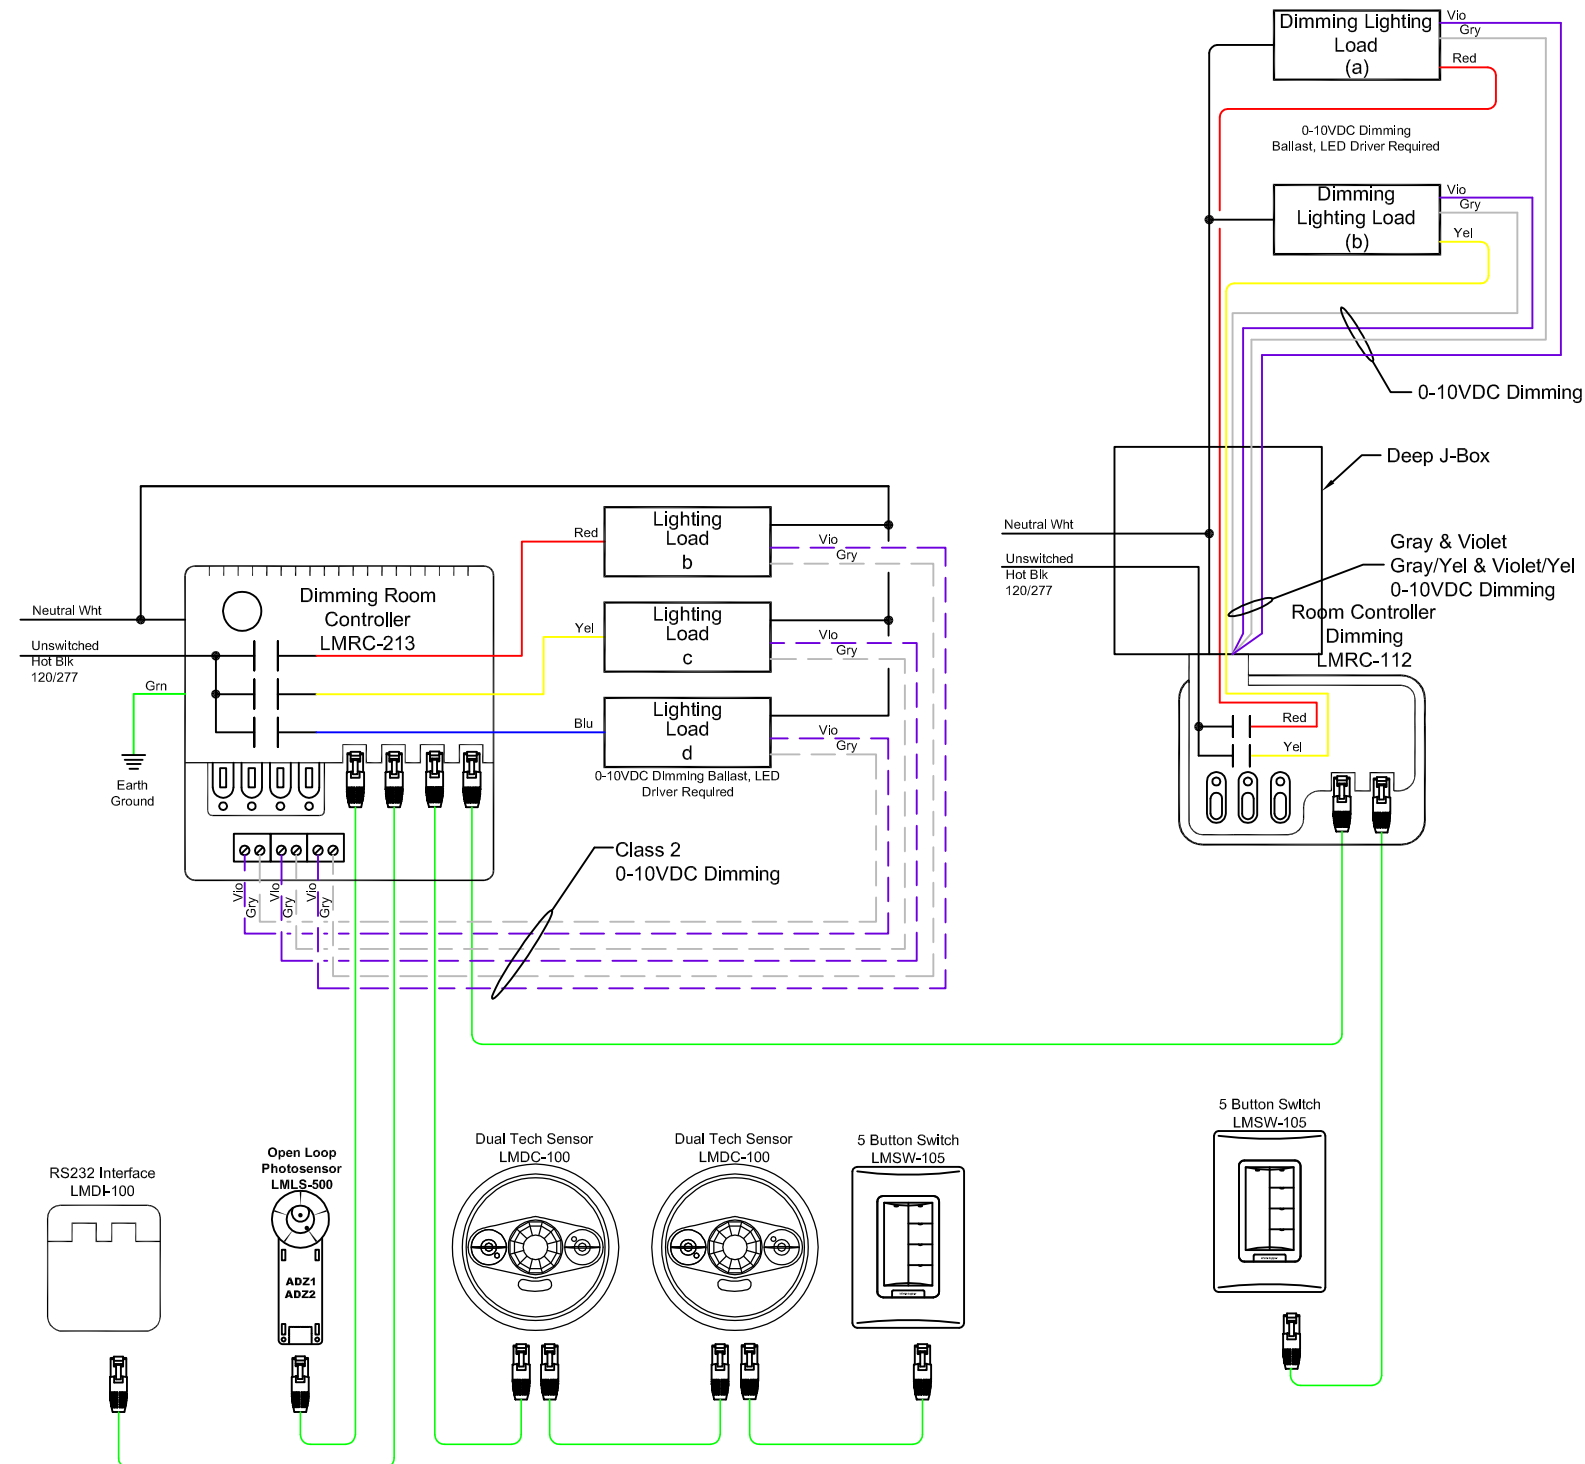 Dimming Lighting
Load
(a)
Vio
Gry
Red
0-10VDC Dimming
Ballast, LED Driver Required
Dimming
Lighting Load
(b)
Vio
Gry
Yel
0-10VDC Dimming
Deep J-Box
Neutral Wht
Unswitched
Hot Blk
120/277
Gray & Violet
Gray/Yel & Violet/Yel
0-10VDC Dimming
Room Controller
Dimming
LMRC-112
Red
Yel
Neutral Wht
Unswitched
Hot Blk
120/277
Grn
Earth
Ground
Dimming Room
Controller
LMRC-213
Red
Yel
Blu
Lighting
Load
b
Vio
Gry
Lighting
Load
c
Vio
Gry
Lighting
Load
d
Vio
Gry
0-10VDC Dimming Ballast, LED
Driver Required
Vio
Gry
Vio
Gry
Vio
Gry
Class 2
0-10VDC Dimming
RS232 Interface
LMDI-100
Open Loop
Photosensor
LMLS-500
ADZ1
ADZ2
Dual Tech Sensor
LMDC-100
Dual Tech Sensor
LMDC-100
5 Button Switch
LMSW-105
5 Button Switch
LMSW-105